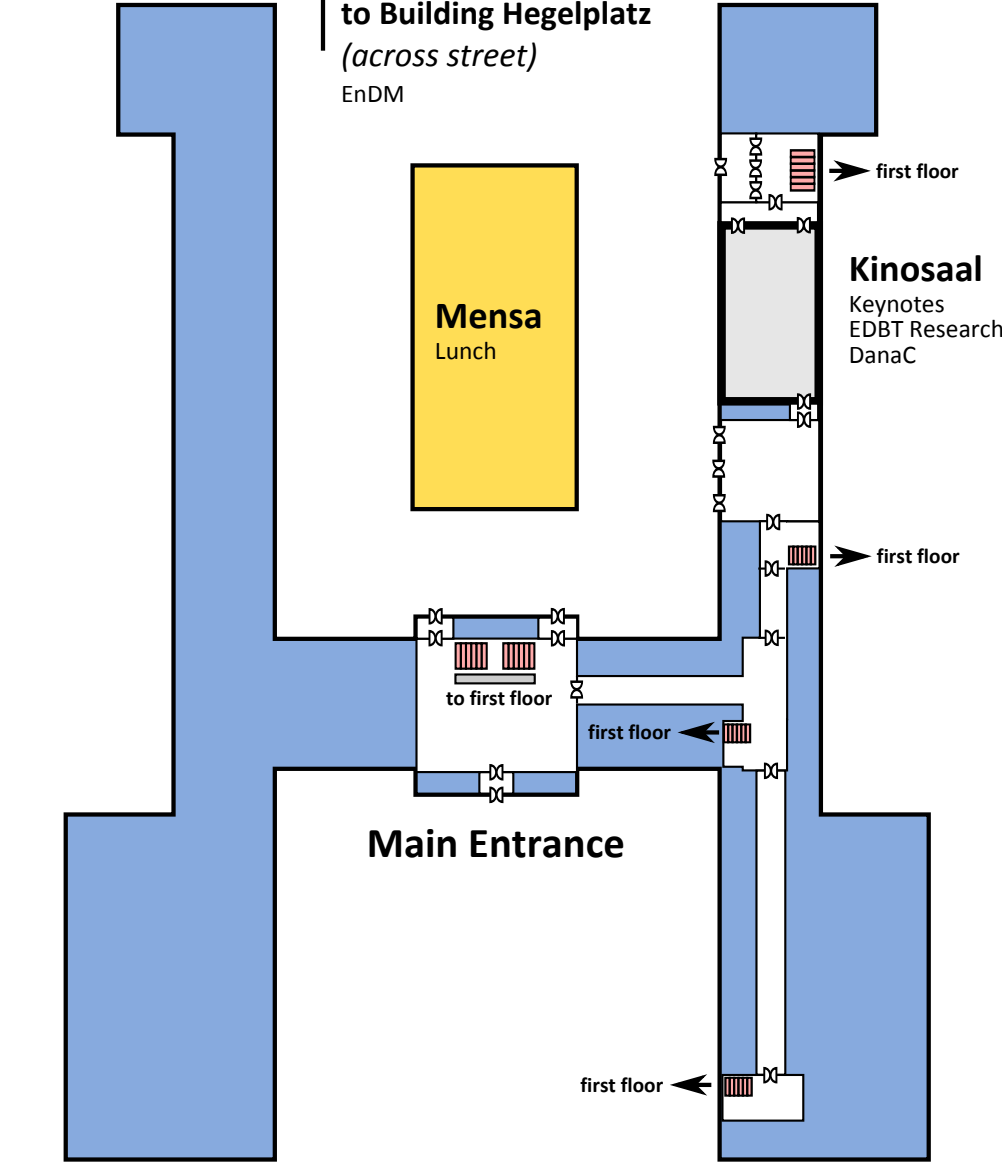 to Building Hegelplatz
(across street)
EnDM
first floor
Mensa
Lunch
Kinosaal
Keynotes
EDBT Research
DanaC
first floor
to first floor
first floor
Main Entrance
first floor